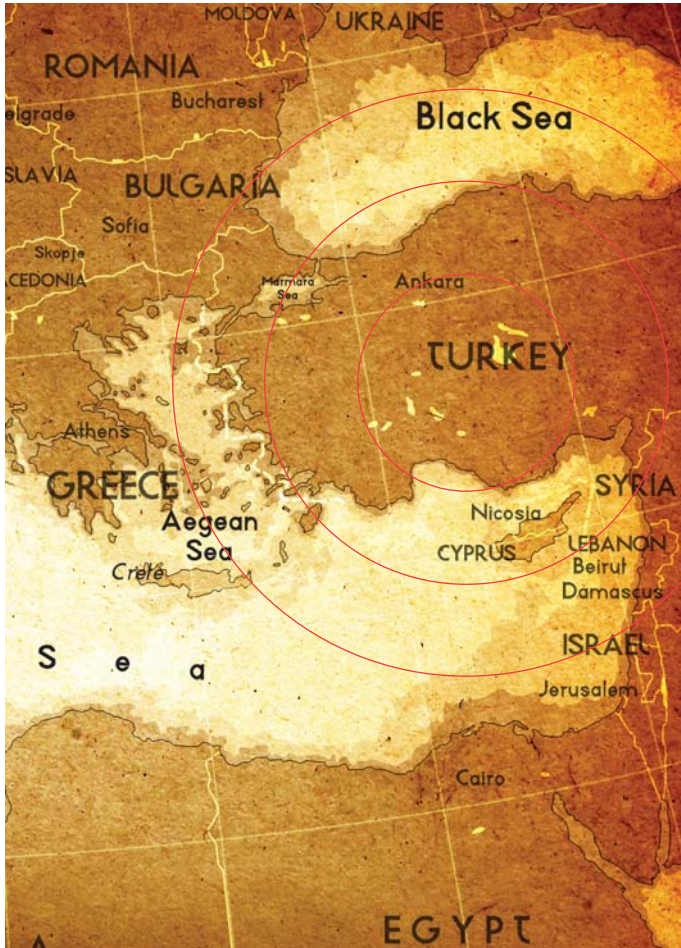 MOLDOVA
UKRAINE
ROMANIA
Bucharest
Black Sea
elgrade
SLAVIA
BULGARIA
Sofia
Skopje
CEDONIA
Marmara
Sea
Ankara
TURKEY
Athens
GREECE
Aegean
Sea
Crete
Nicosia
CYPRUS
SYRIA
LEBANON
Beirut
Damascus
ISRAEL
Jerusalem
S e a
Cairo
EGYPT
A